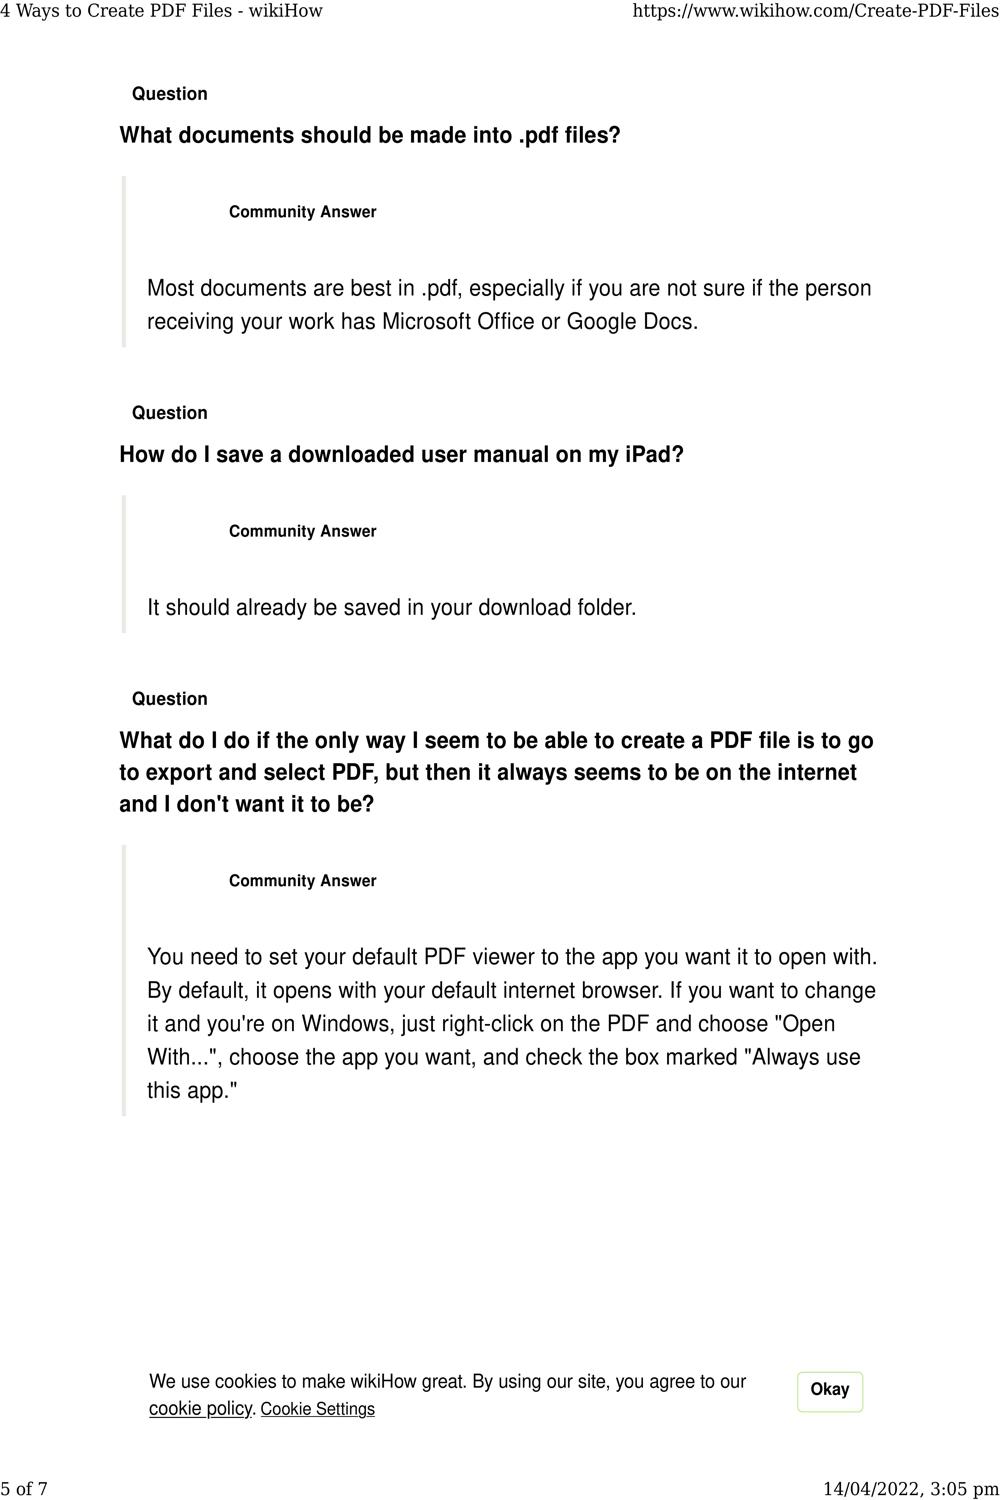 4 Ways to Create PDF Files - wikiHow https://www.wikihow.com/Create-PDF-Files
Question
What documents should be made into .pdf files?
Community Answer
Most documents are best in .pdf, especially if you are not sure if the person
receiving your work has Microsoft Office or Google Docs.
Question
How do I save a downloaded user manual on my iPad?
Community Answer
It should already be saved in your download folder.
Question
What do I do if the only way I seem to be able to create a PDF file is to go
to export and select PDF, but then it always seems to be on the internet
and I don't want it to be?
Community Answer
You need to set your default PDF viewer to the app you want it to open with.
By default, it opens with your default internet browser. If you want to change
it and you're on Windows, just right-click on the PDF and choose "Open
With...", choose the app you want, and check the box marked "Always use
this app."
We use cookies to make wikiHow great. By using our site, you agree to our
cookie policy. Cookie Settings
Okay
5 of 7 14/04/2022, 3:05 pm